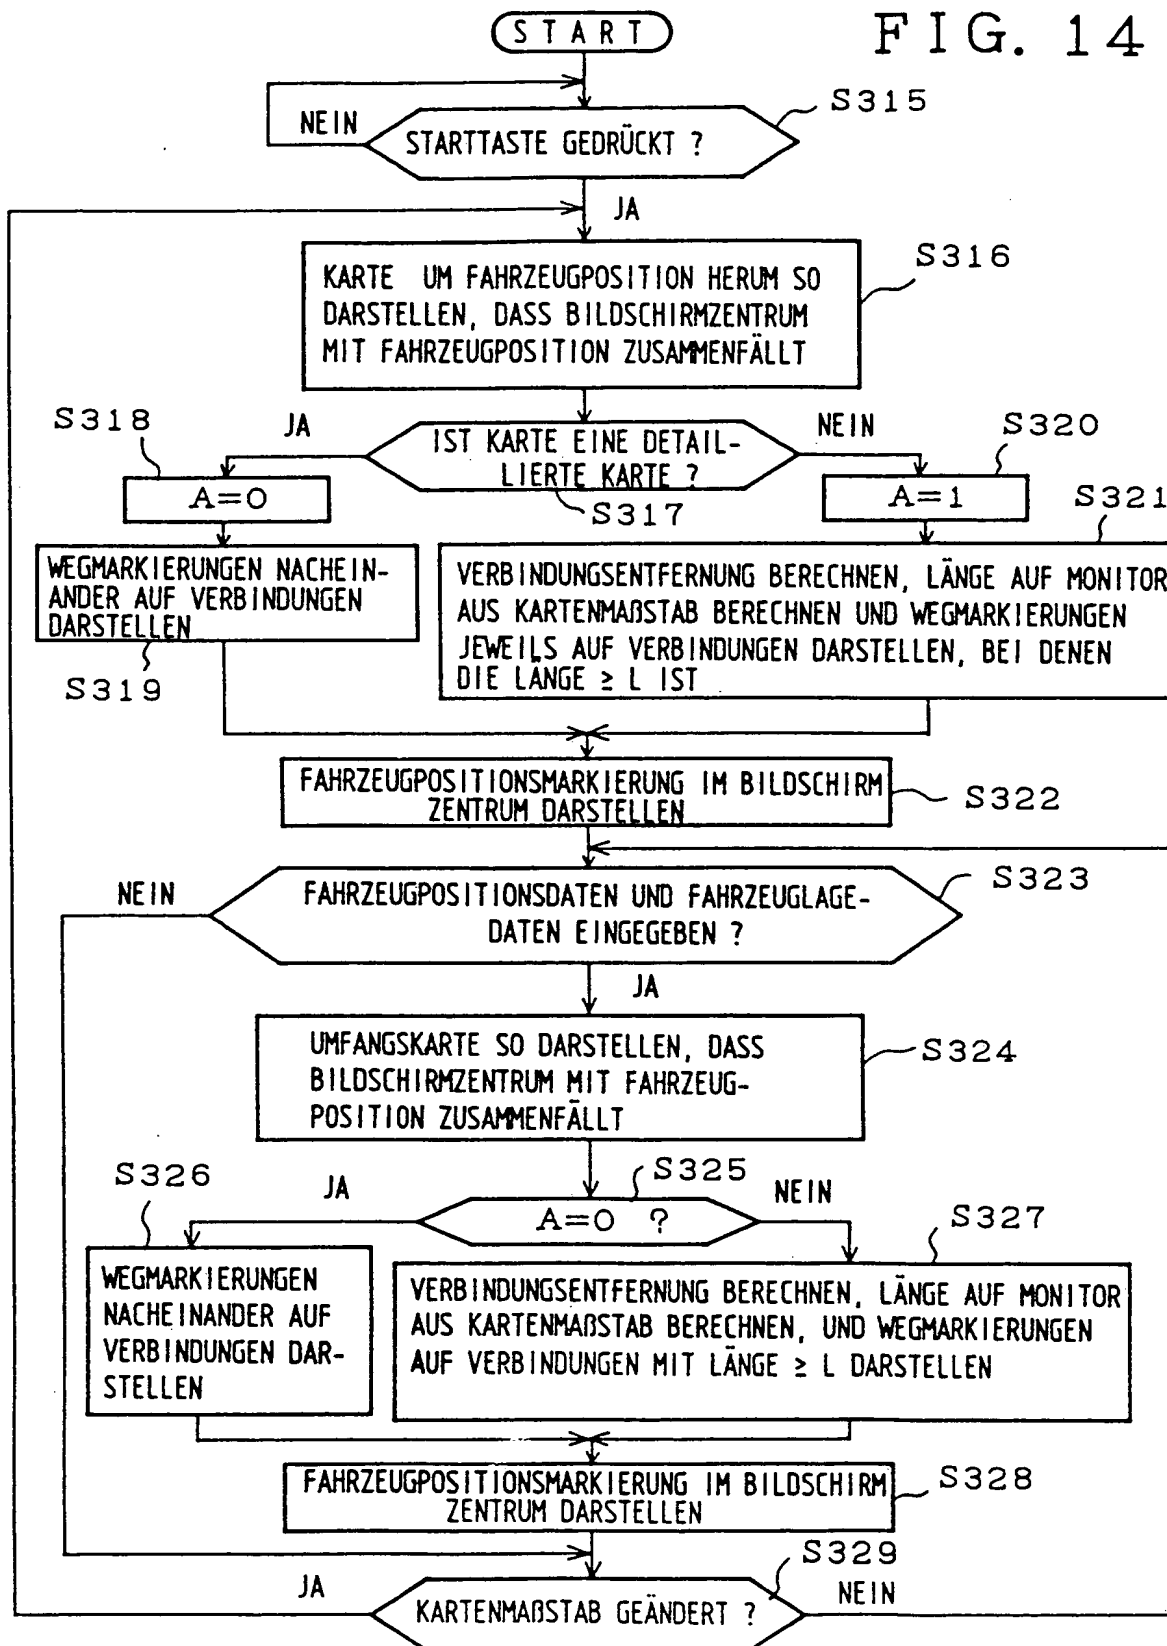 FIG. 14
START
S315
NEIN
STARTTASTE GEDRÜCKT ?
JA
S316
KARTE UM FAHRZEUGPOSITION HERUM SO
DARSTELLEN, DASS BILDSCHIRMZENTRUM
MIT FAHRZEUGPOSITION ZUSAMMENFÄLLT
S318
JA
IST KARTE EINE DETAIL-
LIERTE KARTE ?
NEIN
S320
S317
A=0
A=1
S321
WEGMARKIERUNGEN NACHEIN-
ANDER AUF VERBINDUNGEN
DARSTELLEN
S319
VERBINDUNGSENTFERNUNG BERECHNEN, LÄNGE AUF MONITOR
AUS KARTENMAßSTAB BERECHNEN UND WEGMARKIERUNGEN
JEWEILS AUF VERBINDUNGEN DARSTELLEN, BEI DENEN
DIE LÄNGE ≥ L IST
FAHRZEUGPOSITIONSMARKIERUNG IM BILDSCHIRM
ZENTRUM DARSTELLEN
S322
NEIN
FAHRZEUGPOSITIONSDATEN UND FAHRZEUGLAGE-
DATEN EINGEGEBEN ?
S323
JA
UMFANGSKARTE SO DARSTELLEN, DASS
BILDSCHIRMZENTRUM MIT FAHRZEUG-
POSITION ZUSAMMENFÄLLT
S324
S326
JA
S325
A=0 ?
NEIN
S327
WEGMARKIERUNGEN
NACHEINANDER AUF
VERBINDUNGEN DAR-
STELLEN
VERBINDUNGSENTFERNUNG BERECHNEN, LÄNGE AUF MONITOR
AUS KARTENMAßSTAB BERECHNEN, UND WEGMARKIERUNGEN
AUF VERBINDUNGEN MIT LÄNGE ≥ L DARSTELLEN
FAHRZEUGPOSITIONSMARKIERUNG IM BILDSCHIRM
ZENTRUM DARSTELLEN
S328
S329
JA
KARTENMAßSTAB GEÄNDERT ?
NEIN